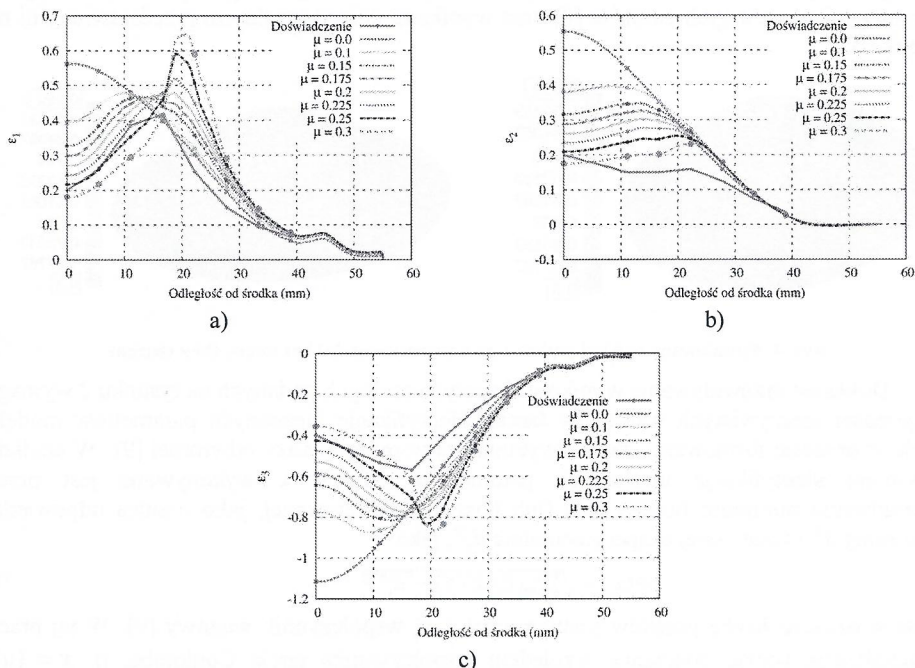 Doświadczenie
μ = 0.0
μ = 0.1
μ = 0.15
μ = 0.175
μ = 0.2
μ = 0.225
μ = 0.25
μ = 0.3
0.7
0.6
0.5
0.4
0.3
0.2
0.1
0
ε1
0 10 20 30 40 50 60
Odległość od środka (mm)
a)
Doświadczenie
μ = 0.0
μ = 0.1
μ = 0.15
μ = 0.175
μ = 0.2
μ = 0.225
μ = 0.25
μ = 0.3
0.6
0.5
0.4
0.3
0.2
0.1
0
-0.1
ε2
0 10 20 30 40 50 60
Odległość od środka (mm)
b)
Doświadczenie
μ = 0.0
μ = 0.1
μ = 0.15
μ = 0.175
μ = 0.2
μ = 0.225
μ = 0.25
μ = 0.3
0
-0.2
-0.4
-0.6
-0.8
-1
-1.2
ε3
0 10 20 30 40 50 60
Odległość od środka (mm)
c)